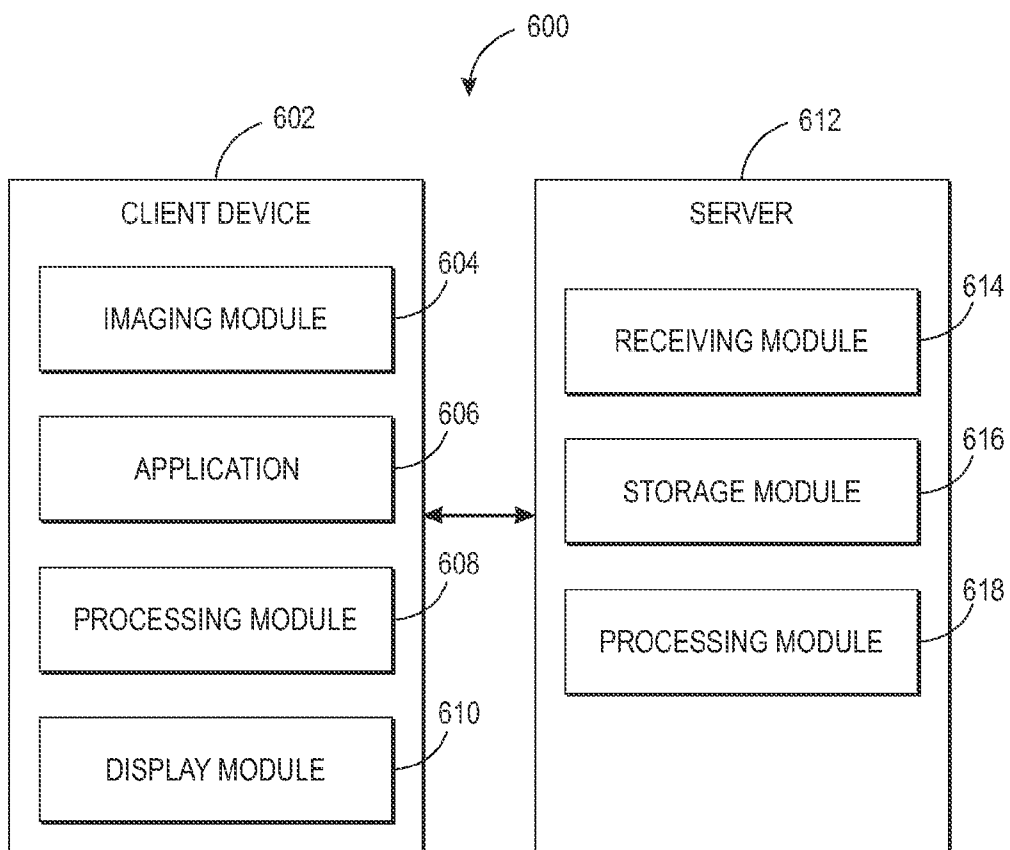 600
602
612
CLIENT DEVICE
SERVER
604
IMAGING MODULE
614
RECEIVING MODULE
606
APPLICATION
616
STORAGE MODULE
608
PROCESSING MODULE
618
PROCESSING MODULE
610
DISPLAY MODULE